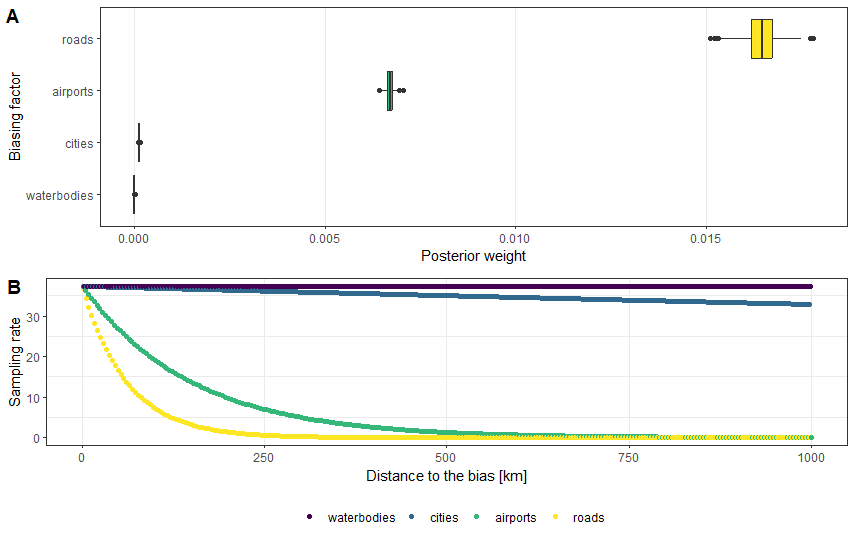 A
Biasing factor
roads
airports
cities
waterbodies
0.000 0.005 0.010 0.015
Posterior weight
B
Sampling rate
30
20
10
0
0 250 500 750 1000
Distance to the bias [km]
waterbodies cities airports roads